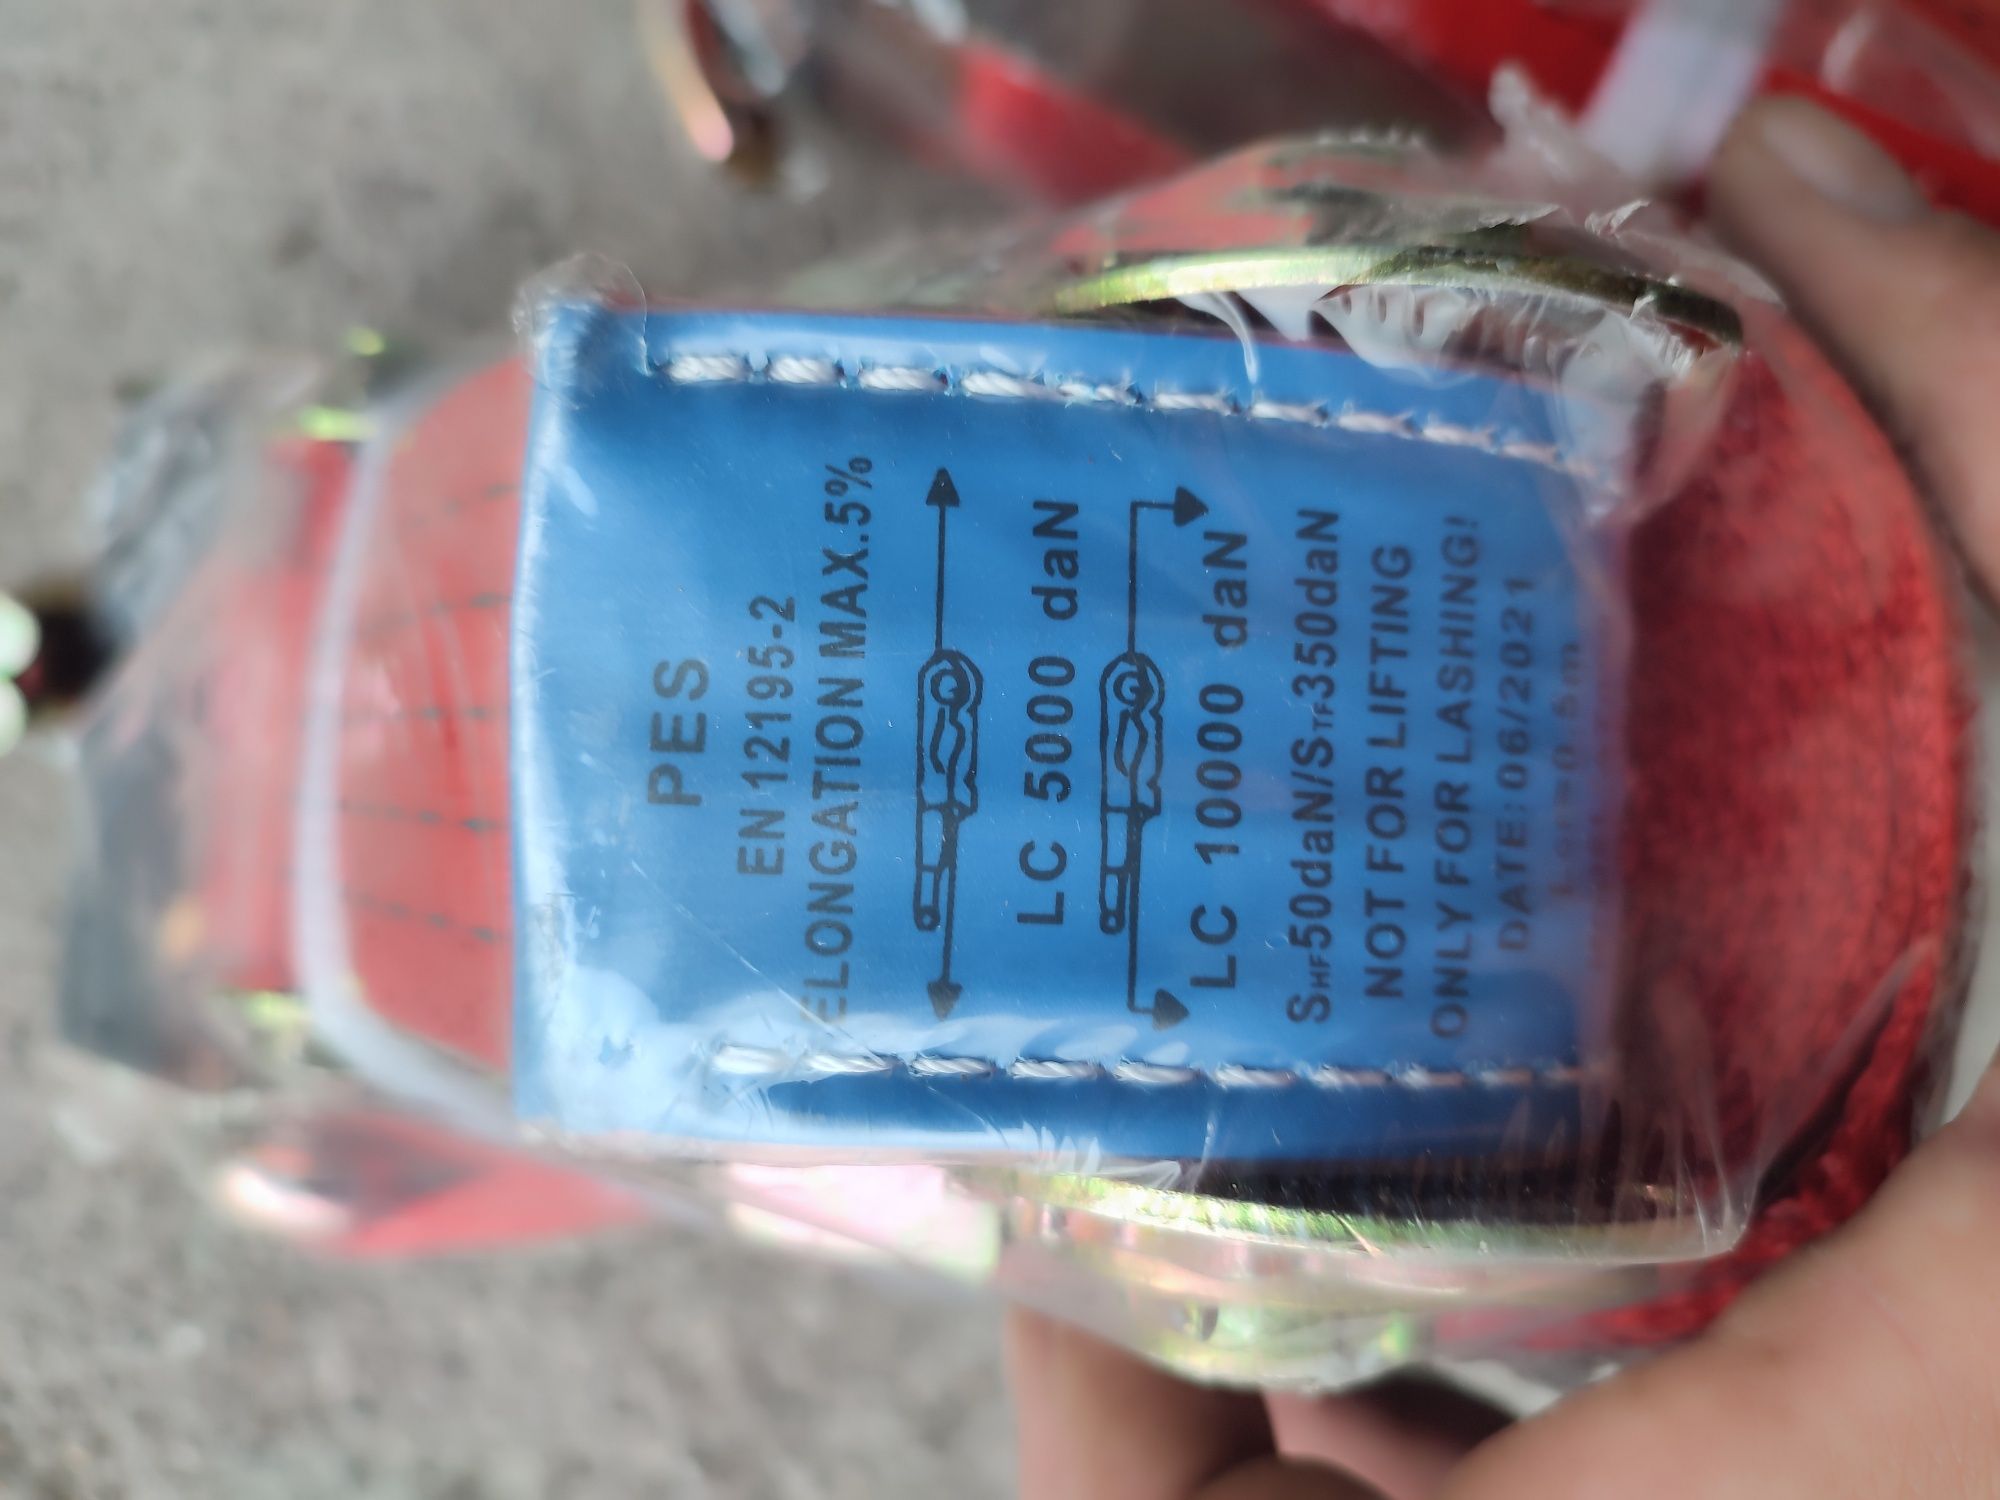 PES
EN 12195-2
ELONGATION MAX.5%
LC 5000 daN
LC 10000 daN
SHF50daN/STF350daN
NOT FOR LIFTING
ONLY FOR LASHING!
DATE:06/2021